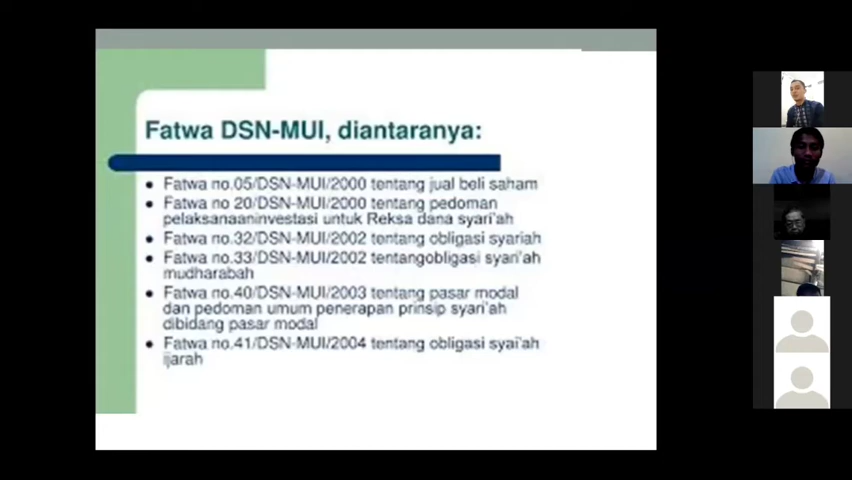 Fatwa DSN-MUI, diantaranya:
● Fatwa no.05/DSN-MUI/2000 tentang jual beli saham
● Fatwa no 20/DSN-MUI/2000 tentang pedoman
pelaksanaaninvestasi untuk Reksa dana syari'ah
● Fatwa no.32/DSN-MUI/2002 tentang obligasi syariah
● Fatwa no.33/DSN-MUI/2002 tentangobligasi syari'ah
mudharabah
● Fatwa no.40/DSN-MUI/2003 tentang pasar modal
dan pedoman umum penerapan prinsip syari'ah
dibidang pasar modal
● Fatwa no.41/DSN-MUI/2004 tentang obligasi syai'ah
ijarah